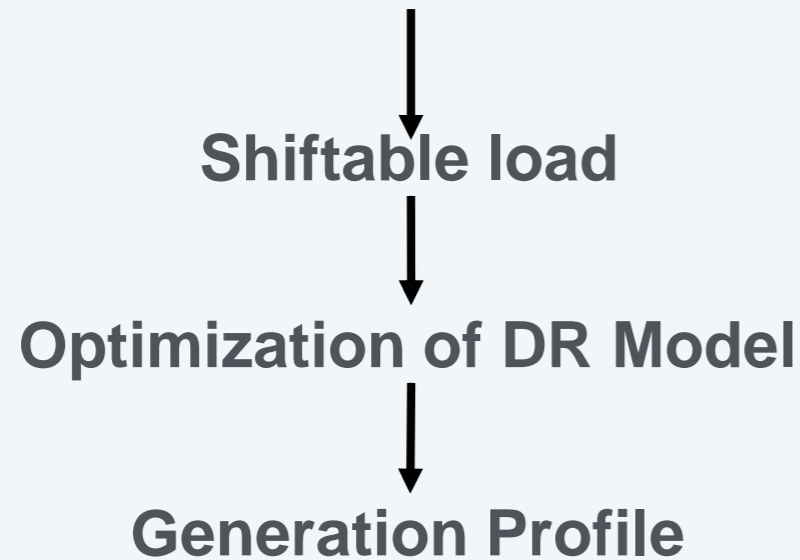 Shiftable load
Optimization of DR Model
Generation Profile